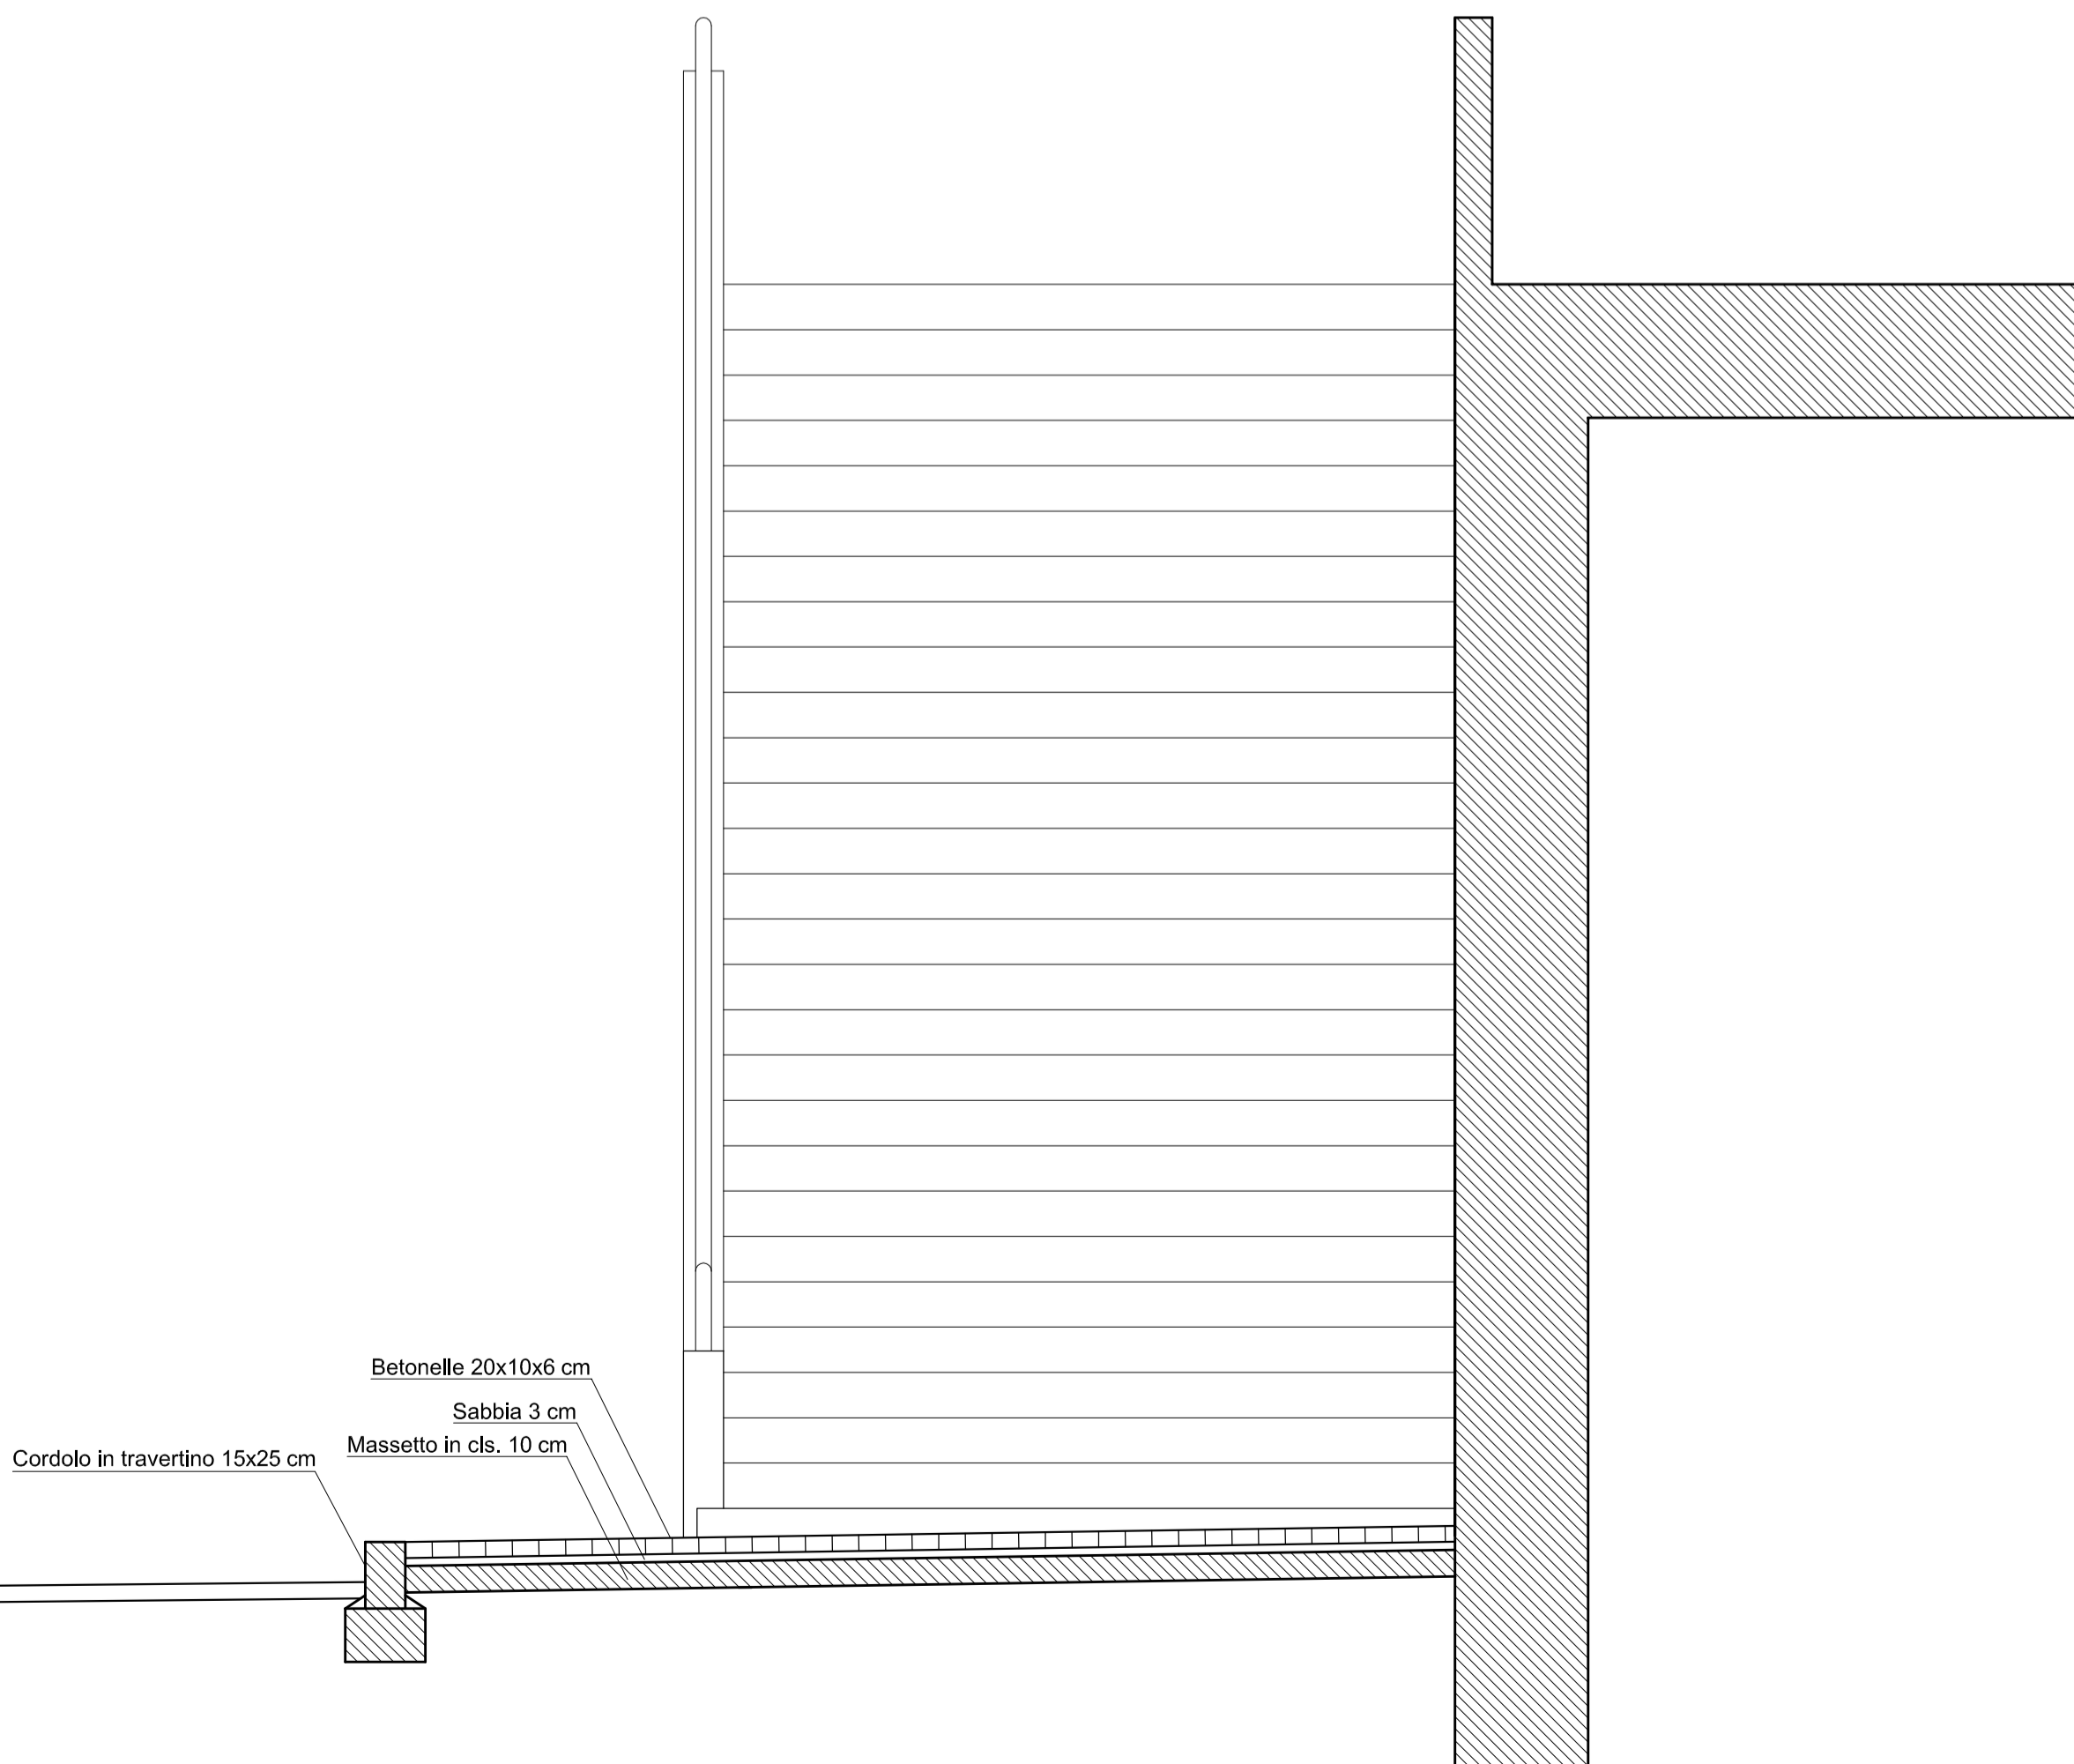 Betonelle 20x10x6 cm
Sabbia 3 cm
Massetto in cls. 10 cm
Cordolo in travertino 15x25 cm